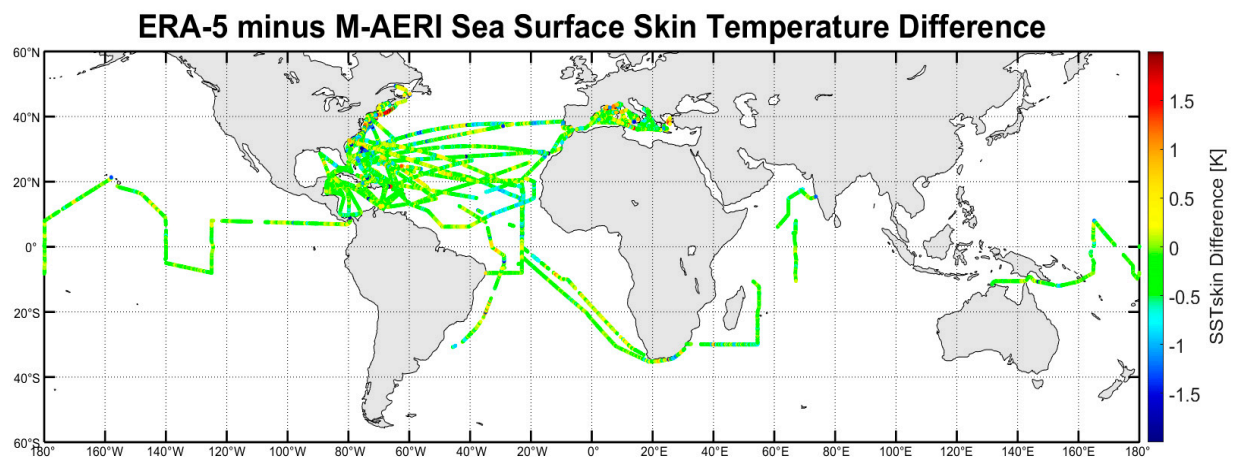 ERA-5 minus M-AERI Sea Surface Skin Temperature Difference
60°N
40°N
20°N
0°
20°S
40°S
60°S
180°W 160°W 140°W 120°W 100°W 80°W 60°W 40°W 20°W 0° 20°E 40°E 60°E 80°E 100°E 120°E 140°E 160°E 180°E
1.5
1
0.5
0
-0.5
-1
-1.5
SSTskin Difference [K]